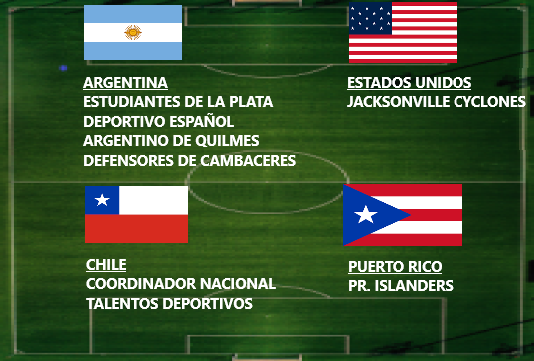 ARGENTINA
ESTUDIANTES DE LA PLATA
DEPORTIVO ESPAÑOL
ARGENTINO DE QUILMES
DEFENSORES DE CAMBACERES
ESTADOS UNIDOS
JACKSONVILLE CYCLONES
CHILE
COORDINADOR NACIONAL
TALENTOS DEPORTIVOS
PUERTO RICO
PR. ISLANDERS